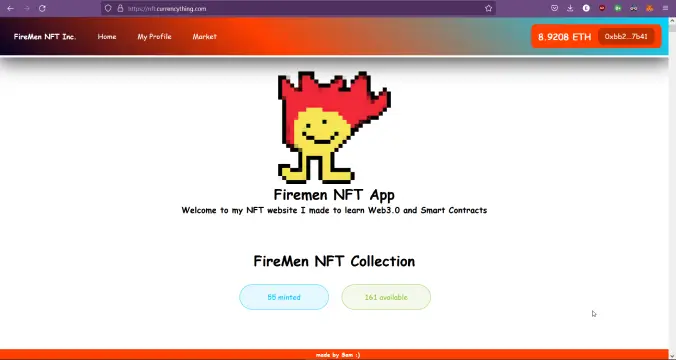 https://nft.currencything.com
FireMen NFT Inc. Home My Profile Market 8.9208 ETH 0xbb2...7b41
Firemen NFT App
Welcome to my NFT website I made to learn Web3.0 and Smart Contracts
FireMen NFT Collection
55 minted 161 available
made by Sam :)